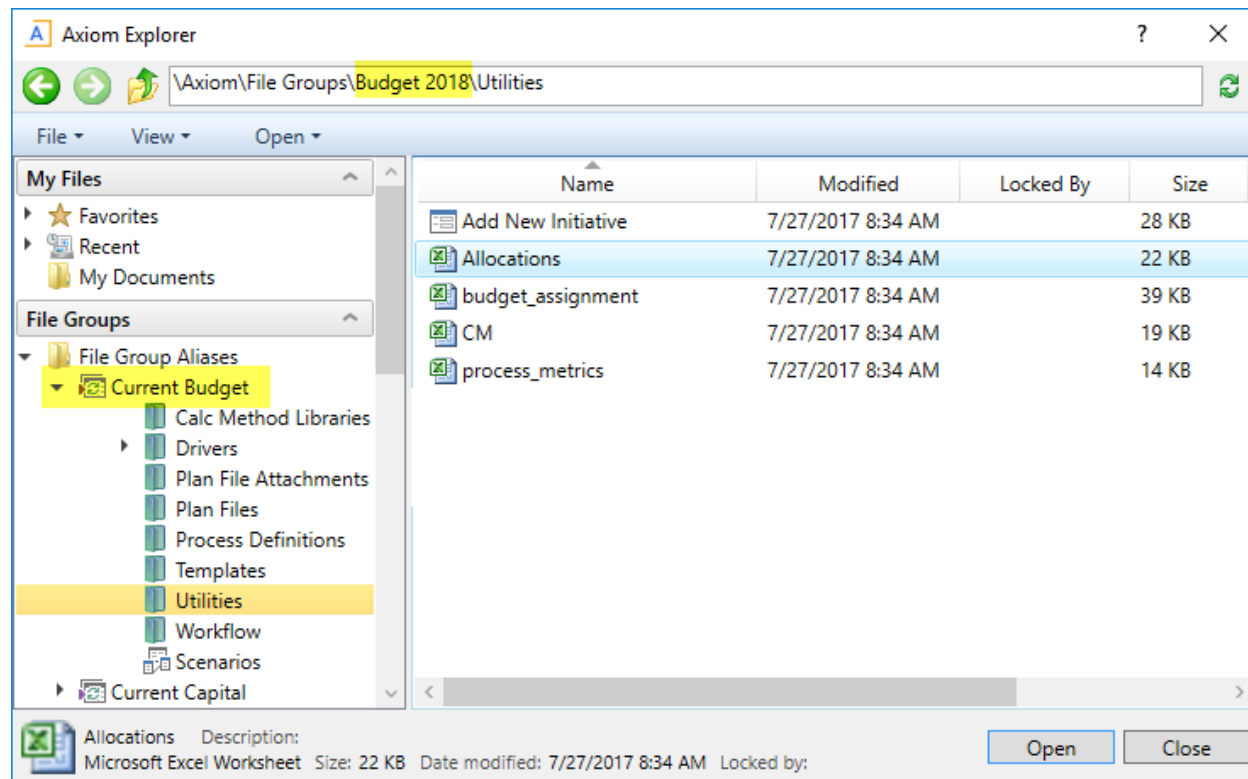 A Axiom Explorer ?
\Axiom\File Groups\Budget 2018\Utilities
File View Open
My Files
Favorites
Recent
My Documents
File Groups
File Group Aliases
Current Budget
Calc Method Libraries
Drivers
Plan File Attachments
Plan Files
Process Definitions
Templates
Utilities
Workflow
Scenarios
Current Capital
Name Modified Locked By Size
Add New Initiative 7/27/2017 8:34 AM 28 KB
Allocations 7/27/2017 8:34 AM 22 KB
budget_assignment 7/27/2017 8:34 AM 39 KB
CM 7/27/2017 8:34 AM 19 KB
process_metrics 7/27/2017 8:34 AM 14 KB
Allocations Description:
Microsoft Excel Worksheet Size: 22 KB Date modified: 7/27/2017 8:34 AM Locked by:
Open Close